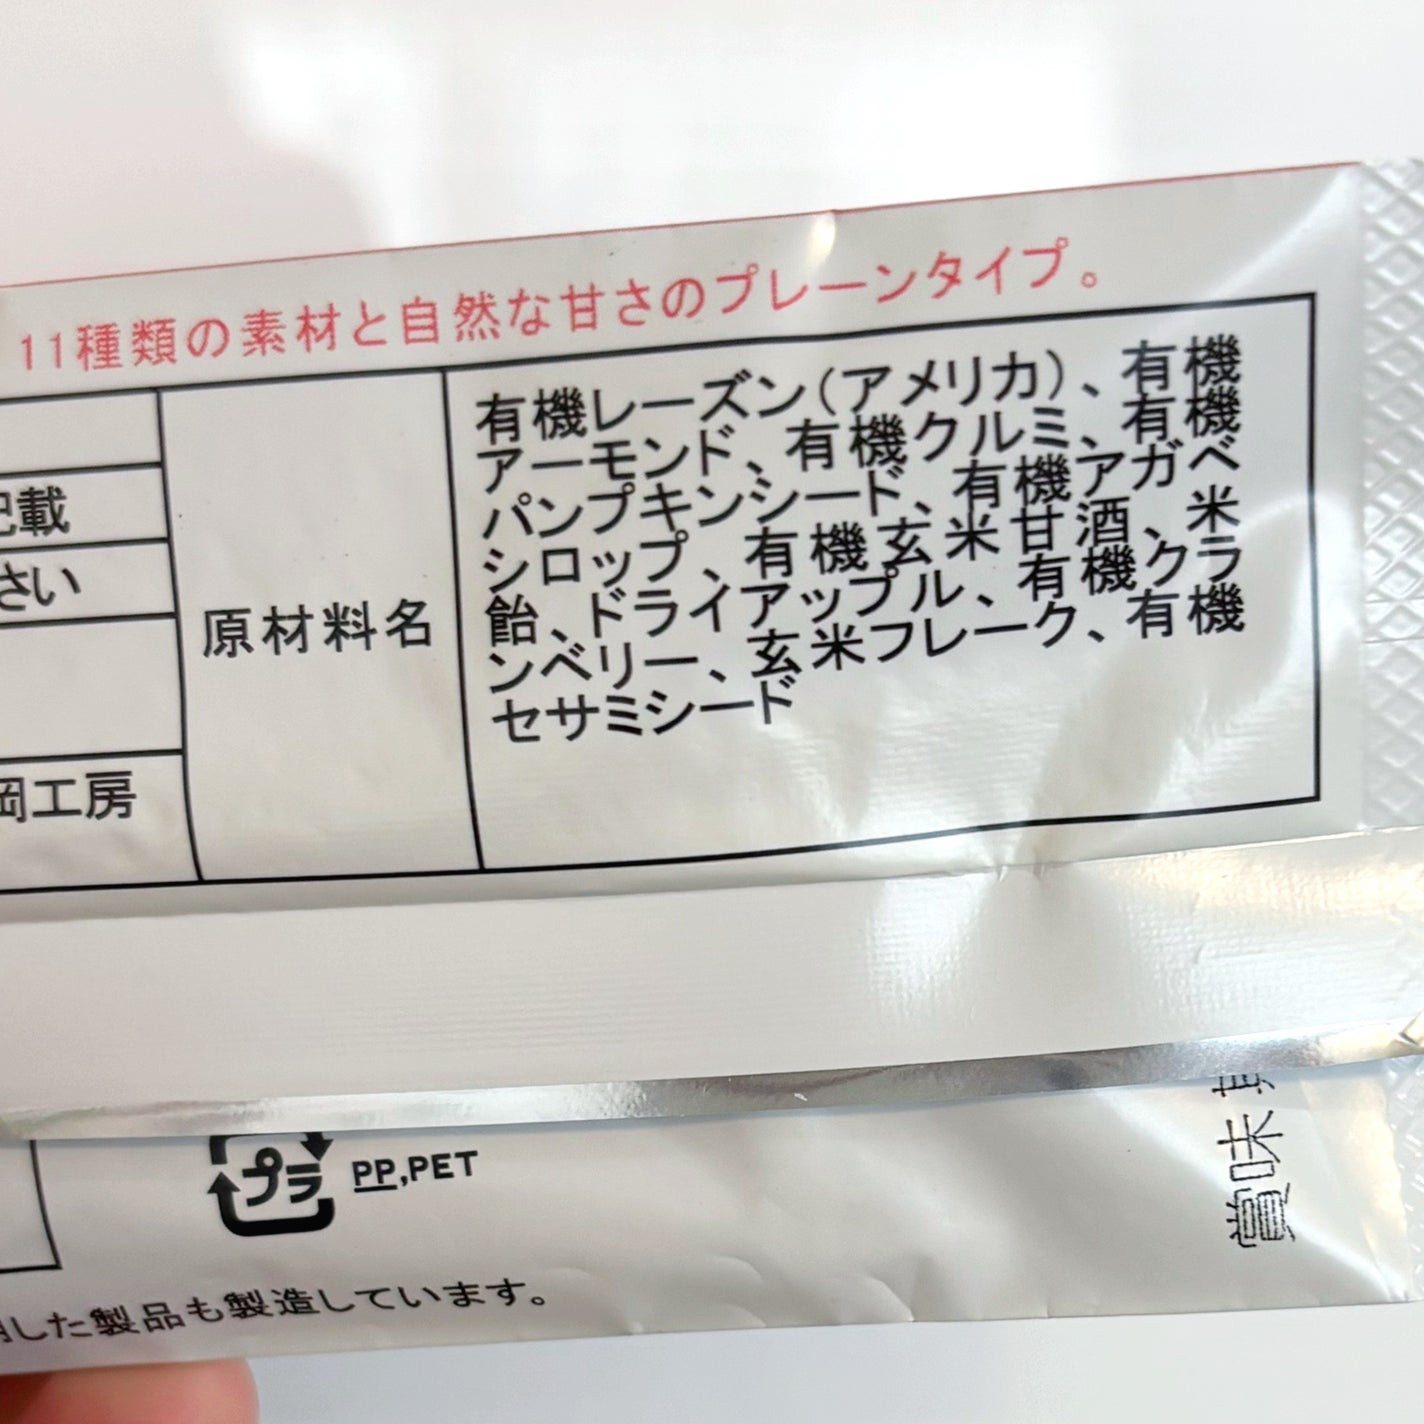 11種類の素材と自然な甘さのプレーンタイプ。
記載
さい
岡工房
原材料名
有機レーズン(アメリカ)、有機
アーモンド、有機クルミ、有機
パンプキンシード、有機アガベ
シロップ、有機玄米甘酒、米
飴、ドライアップル、有機クラ
ンベリー、玄米フレーク、有機
セサミシード
プラ PP,PET
賞味
した製品も製造しています。